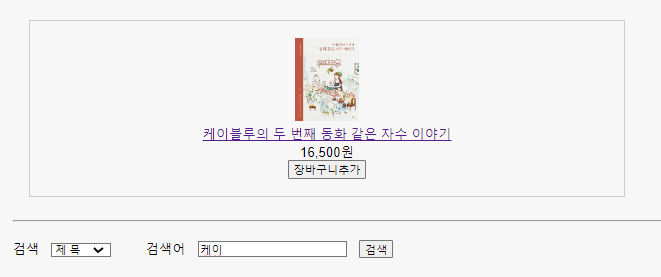 케이블루의 두 번째 동화 같은 자수 이야기
16,500원
장바구니추가
검색 제 목 검색어 케이 검색